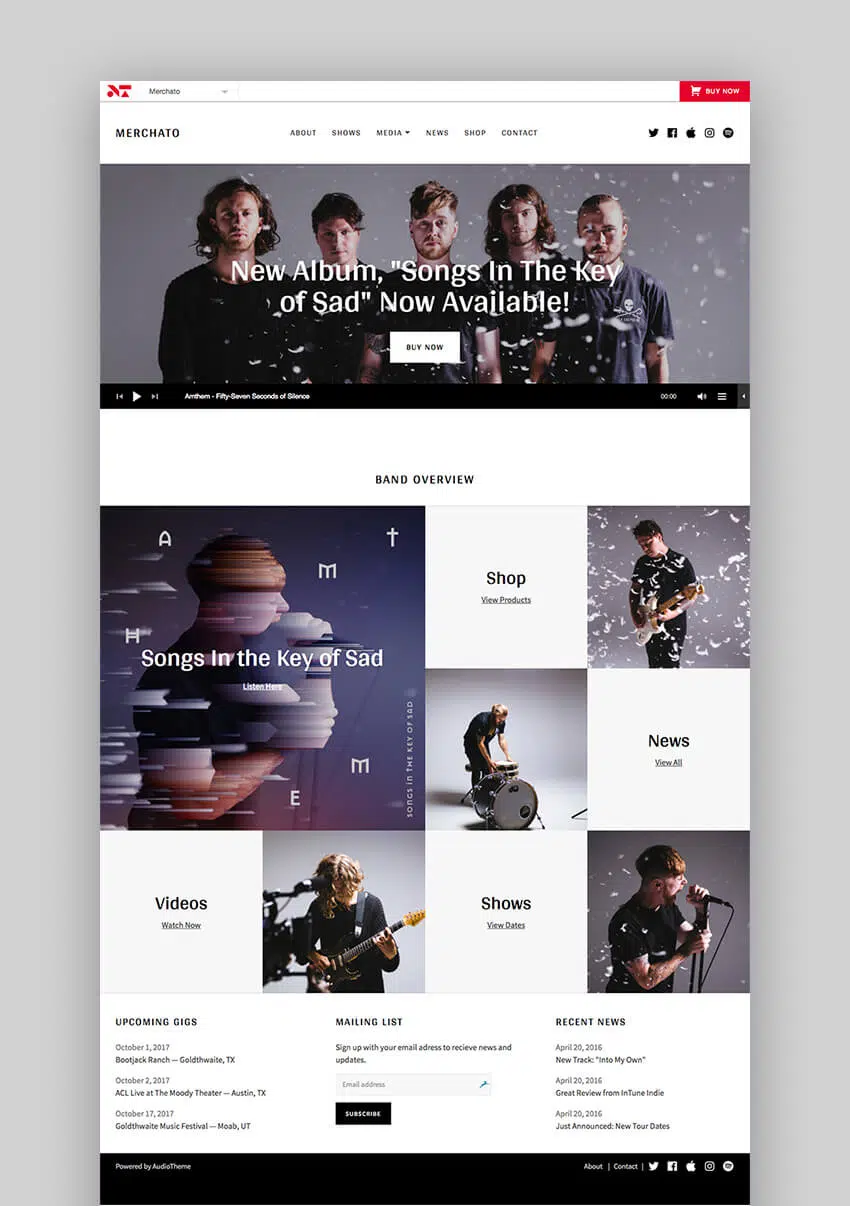 Merchato
BUY NOW
MERCHATO
ABOUT
SHOWS
MEDIA
NEWS
SHOP
CONTACT
New Album, "Songs In The Key
of Sad" Now Available!
BUY NOW
Anthem - Fifty-Seven Seconds of Silence
00:00
BAND OVERVIEW
A
t
m
H
Songs In the Key of Sad
Listen Here
m
E
SONGS IN THE KEY OF SAD
Shop
View Products
News
View All
Videos
Watch Now
Shows
View Dates
UPCOMING GIGS
October 1, 2017
Bootjack Ranch — Goldthwaite, TX
October 2, 2017
ACL Live at The Moody Theater — Austin, TX
October 17, 2017
Goldthwaite Music Festival — Moab, UT
MAILING LIST
Sign up with your email adress to recieve news and
updates.
Email address
SUBSCRIBE
RECENT NEWS
April 20, 2016
New Track: "Into My Own"
April 20, 2016
Great Review from InTune Indie
April 20, 2016
Just Announced: New Tour Dates
Powered by AudioTheme
About | Contact |